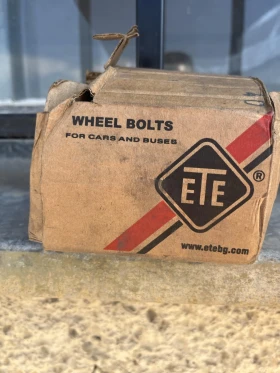 WHEEL BOLTS
FOR CARS AND BUSES
ETE
®
www.etebg.com